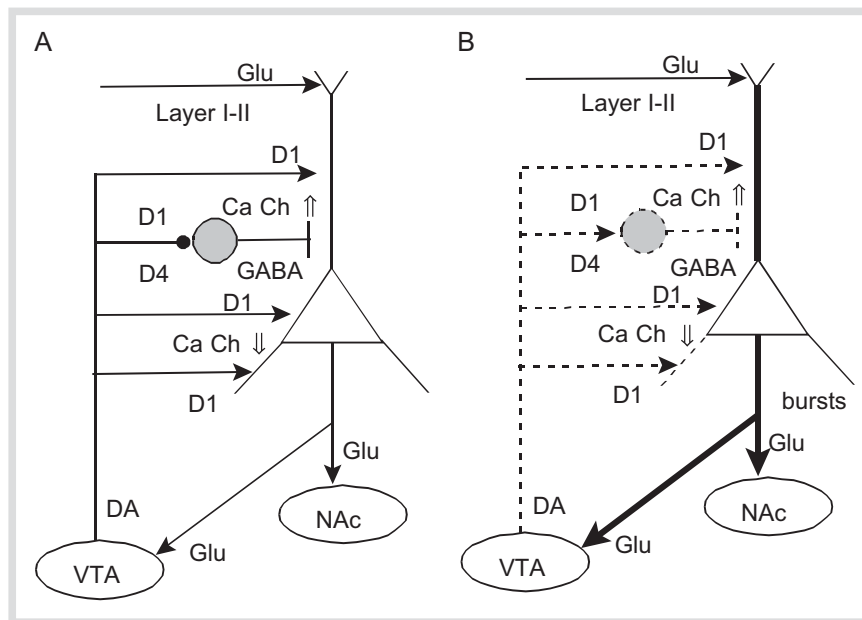 A
Glu
Layer I-II
D1
Ca Ch ⇑
D1
D4
GABA
D1
Ca Ch ⇓
D1
Glu
DA
NAc
Glu
VTA
B
Glu
Layer I-II
D1
Ca Ch ⇑
D1
D4
GABA
D1
Ca Ch ⇓
D1
bursts
Glu
DA
NAc
Glu
VTA